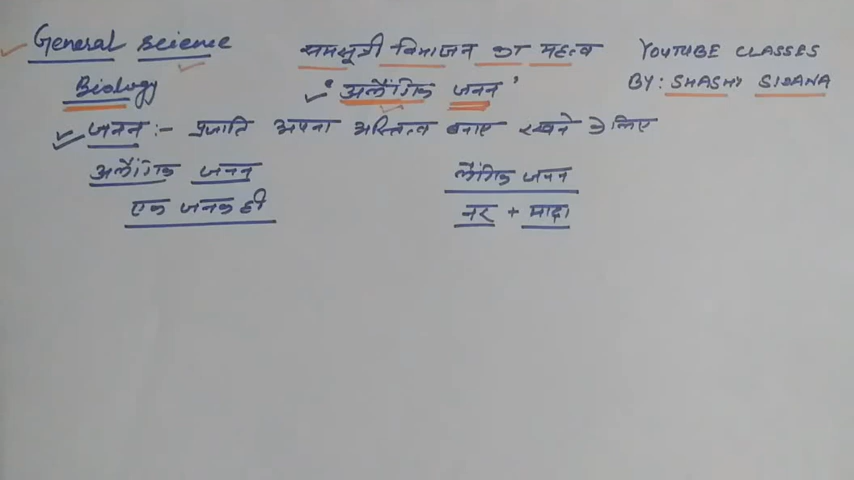 General science
समसूत्री विभाजन का महत्व
YOUTUBE CLASSES
Biology
' अलैंगिक जनन '
BY: SHASHI SIDANA
जनन :- प्रजाति अपना अस्तित्व बनाए रखने के लिए
अलैंगिक जनन
लैंगिक जनन
एक जनक ही
नर + मादा